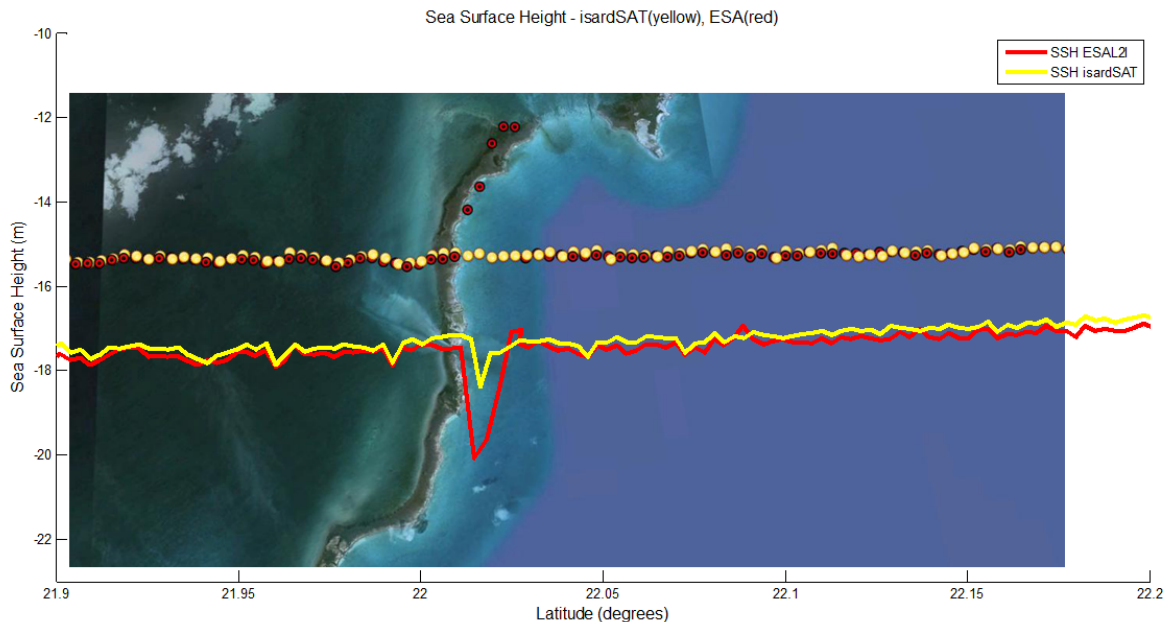 Sea Surface Height - isardSAT(yellow), ESA(red)
-10
-12
-14
-16
-18
-20
-22
Sea Surface Height (m)
SSH ESAL2I
SSH isardSAT
21.9
21.95
22
22.05
22.1
22.15
22.2
Latitude (degrees)